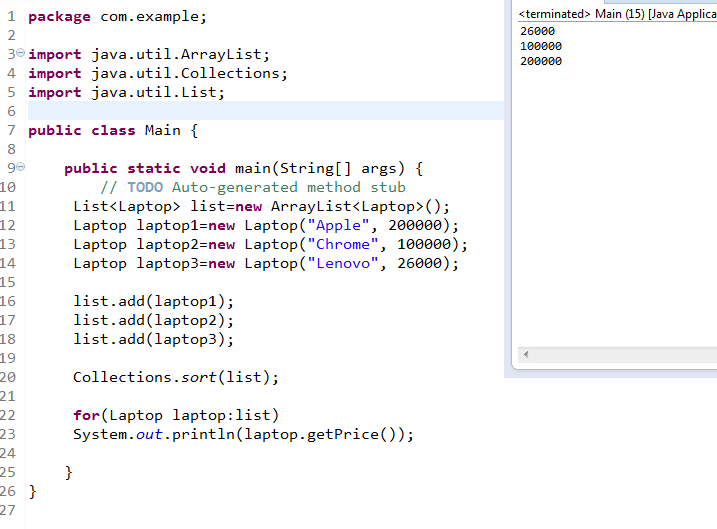 1 package com.example;
2
3 import java.util.ArrayList;
4 import java.util.Collections;
5 import java.util.List;
6
7 public class Main {
8
9 public static void main(String[] args) {
10 // TODO Auto-generated method stub
11 List<Laptop> list=new ArrayList<Laptop>();
12 Laptop laptop1=new Laptop("Apple", 200000);
13 Laptop laptop2=new Laptop("Chrome", 100000);
14 Laptop laptop3=new Laptop("Lenovo", 26000);
15
16 list.add(laptop1);
17 list.add(laptop2);
18 list.add(laptop3);
19
20 Collections.sort(list);
21
22 for(Laptop laptop:list)
23 System.out.println(laptop.getPrice());
24
25 }
26 }
27
<terminated> Main (15) [Java Applica
26000
100000
200000